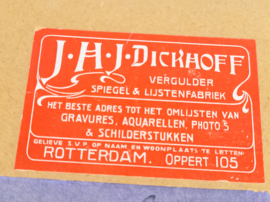 J.H.J. DICKHOFF
VERGULDER
SPIEGEL & LIJSTENFABRIEK
HET BESTE ADRES TOT HET OMLIJSTEN VAN
GRAVURES, AQUARELLEN, PHOTO'S
& SCHILDERSTUKKEN
GELIEVE S.V.P. OP NAAM EN WOONPLAATS TE LETTEN
ROTTERDAM. OPPERT 105